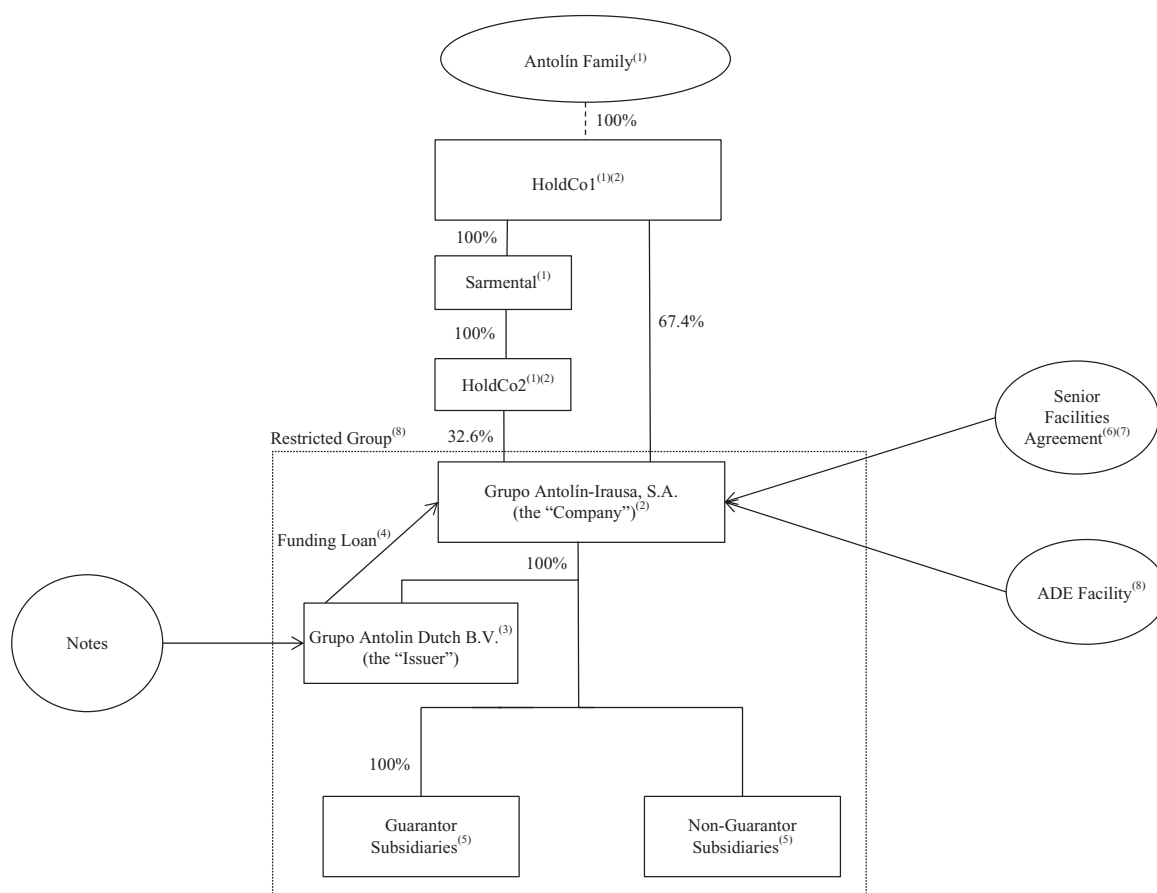 Antolín Family(1)
100%
HoldCo1(1)(2)
100%
Sarmental(1)
67.4%
100%
HoldCo2(1)(2)
Senior
Facilities
Agreement(6)(7)
Restricted Group(8)
32.6%
Grupo Antolín-Irausa, S.A.
(the “Company”)(2)
Funding Loan(4)
100%
ADE Facility(8)
Notes
Grupo Antolin Dutch B.V.(3)
(the “Issuer”)
100%
Guarantor
Subsidiaries(5)
Non-Guarantor
Subsidiaries(5)